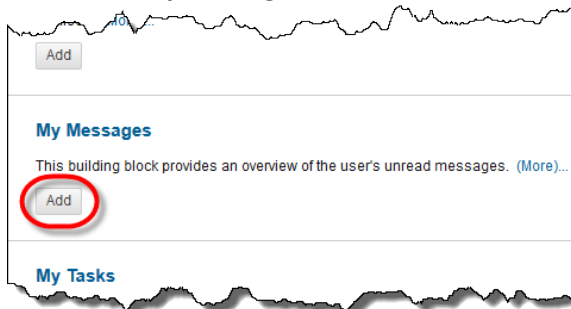 Add
My Messages
This building block provides an overview of the user's unread messages. (More)...
Add
My Tasks